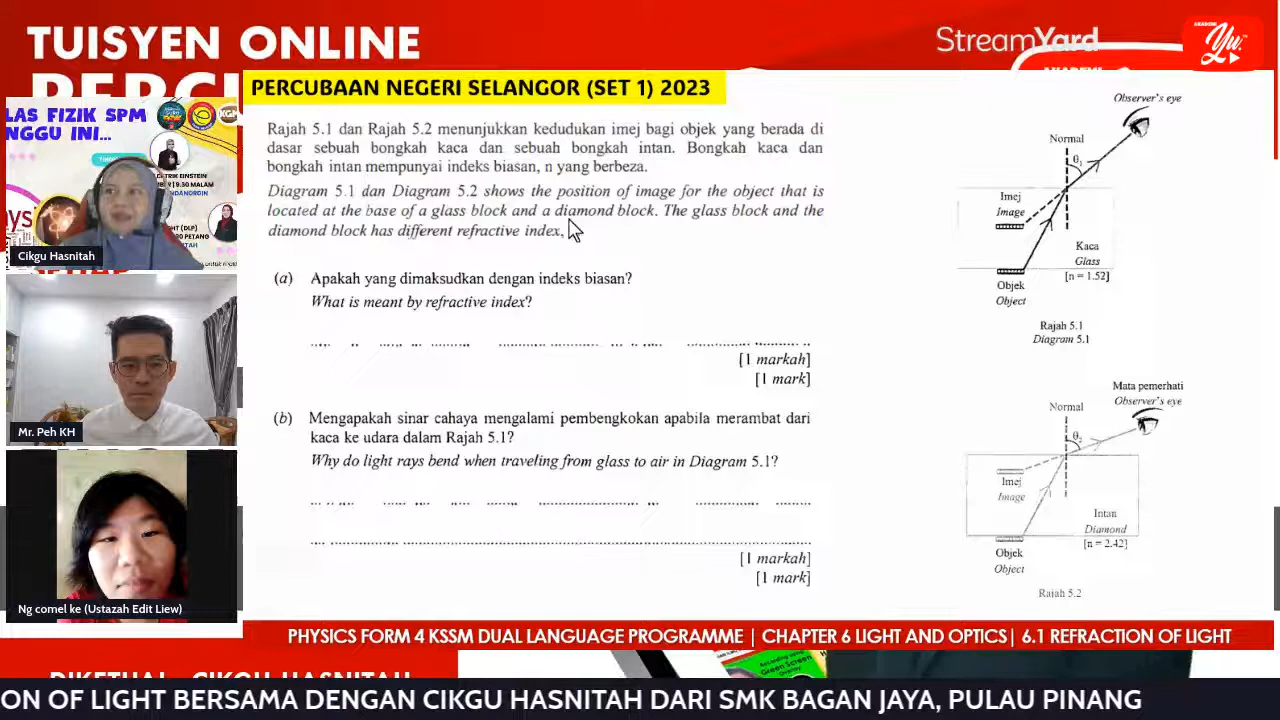 TUISYEN ONLINE
StreamYard
PERCUBAAN NEGERI SELANGOR (SET 1) 2023
Rajah 5.1 dan Rajah 5.2 menunjukkan kedudukan imej bagi objek yang berada di
dasar sebuah bongkah kaca dan sebuah bongkah intan. Bongkah kaca dan
bongkah intan mempunyai indeks biasan, n yang berbeza.
Diagram 5.1 dan Diagram 5.2 shows the position of image for the object that is
located at the base of a glass block and a diamond block. The glass block and the
diamond block has different refractive index,
(a) Apakah yang dimaksudkan dengan indeks biasan?
What is meant by refractive index?
[1 markah]
[1 mark]
(b) Mengapakah sinar cahaya mengalami pembengkokan apabila merambat dari
kaca ke udara dalam Rajah 5.1?
Why do light rays bend when traveling from glass to air in Diagram 5.1?
[1 markah]
[1 mark]
Observer's eye
Normal
θ1
Imej
Image
Kaca
Glass
[n = 1.52]
Objek
Object
Rajah 5.1
Diagram 5.1
Mata pemerhati
Observer's eye
Normal
θ2
Imej
Image
Intan
Diamond
[n = 2.42]
Objek
Object
Rajah 5.2
LAS FIZIK SPM
NGGU INI...
Cikgu Hasnitah
Mr. Peh KH
Ng comel ke (Ustazah Edit Liew)
PHYSICS FORM 4 KSSM DUAL LANGUAGE PROGRAMME | CHAPTER 6 LIGHT AND OPTICS| 6.1 REFRACTION OF LIGHT
Green Screen
ON OF LIGHT BERSAMA DENGAN CIKGU HASNITAH DARI SMK BAGAN JAYA, PULAU PINANG